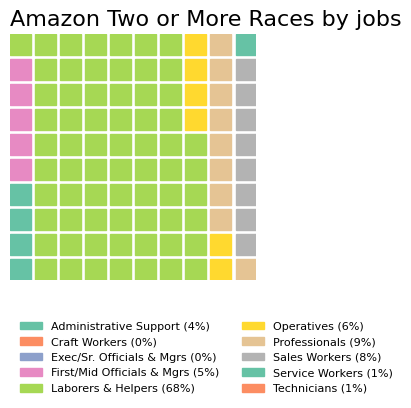 Amazon Two or More Races by jobs
Administrative Support (4%)
Craft Workers (0%)
Exec/Sr. Officials & Mgrs (0%)
First/Mid Officials & Mgrs (5%)
Laborers & Helpers (68%)
Operatives (6%)
Professionals (9%)
Sales Workers (8%)
Service Workers (1%)
Technicians (1%)